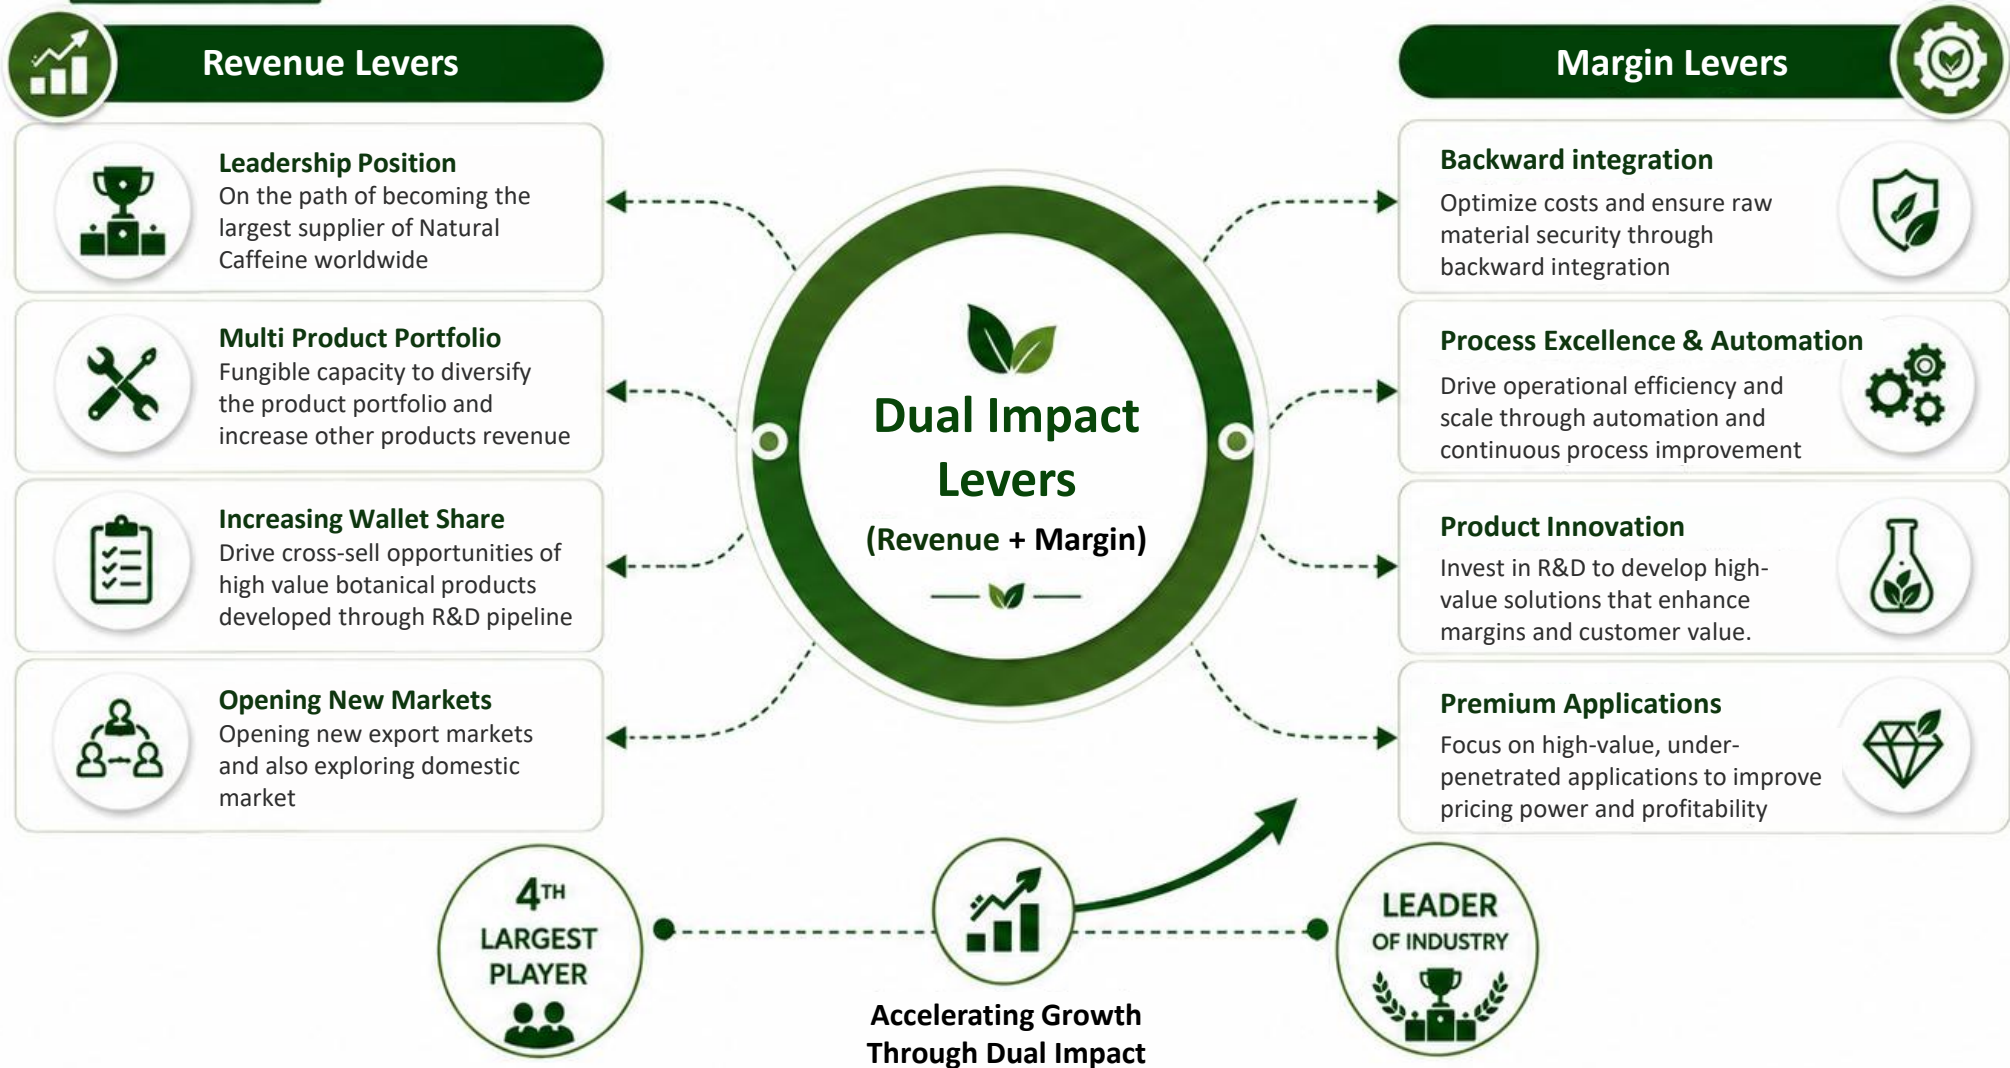 Revenue Levers
Leadership Position
On the path of becoming the
largest supplier of Natural
Caffeine worldwide
Multi Product Portfolio
Fungible capacity to diversify
the product portfolio and
increase other products revenue
Increasing Wallet Share
Drive cross-sell opportunities of
high value botanical products
developed through R&D pipeline
Opening New Markets
Opening new export markets
and also exploring domestic
market
Dual Impact
Levers
(Revenue + Margin)
Margin Levers
Backward integration
Optimize costs and ensure raw
material security through
backward integration
Process Excellence & Automation
Drive operational efficiency and
scale through automation and
continuous process improvement
Product Innovation
Invest in R&D to develop high-
value solutions that enhance
margins and customer value.
Premium Applications
Focus on high-value, under-
penetrated applications to improve
pricing power and profitability
4TH
LARGEST
PLAYER
Accelerating Growth
Through Dual Impact
LEADER
OF INDUSTRY